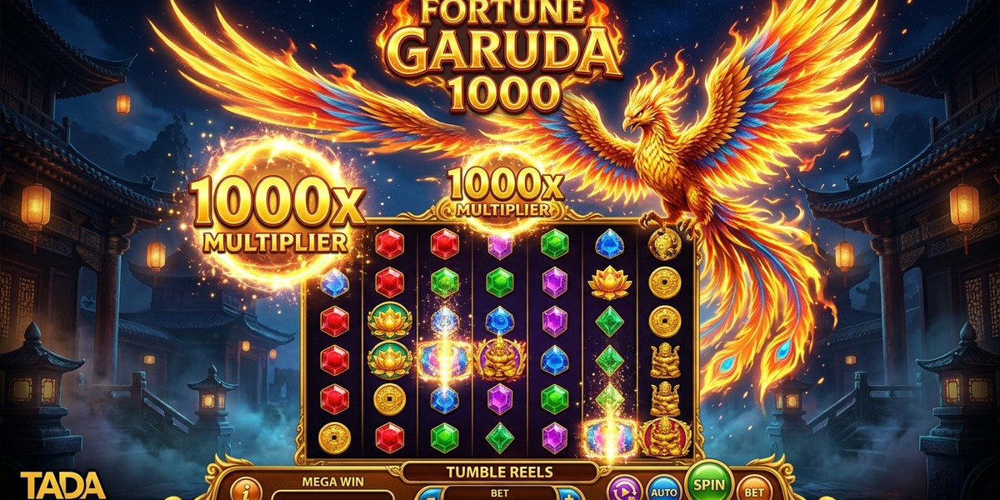 FORTUNE
GARUDA
1000
1000x
MULTIPLIER
1000x
MULTIPLIER
TADA
MEGA WIN
TUMBLE REELS
BET
i
-
+
AUTO
SPIN
BET